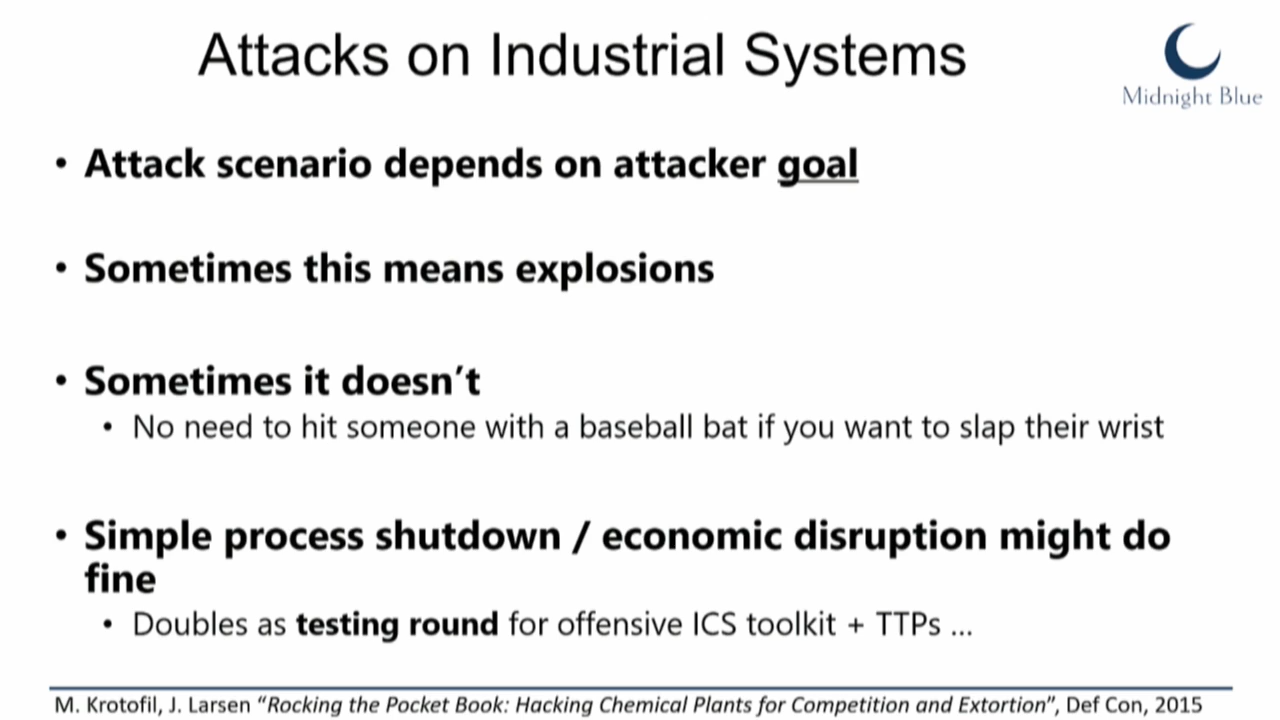 Attacks on Industrial Systems
Midnight Blue
• Attack scenario depends on attacker goal
• Sometimes this means explosions
• Sometimes it doesn’t
• No need to hit someone with a baseball bat if you want to slap their wrist
• Simple process shutdown / economic disruption might do
fine
• Doubles as testing round for offensive ICS toolkit + TTPs ...
M. Krotofil, J. Larsen “Rocking the Pocket Book: Hacking Chemical Plants for Competition and Extortion”, Def Con, 2015